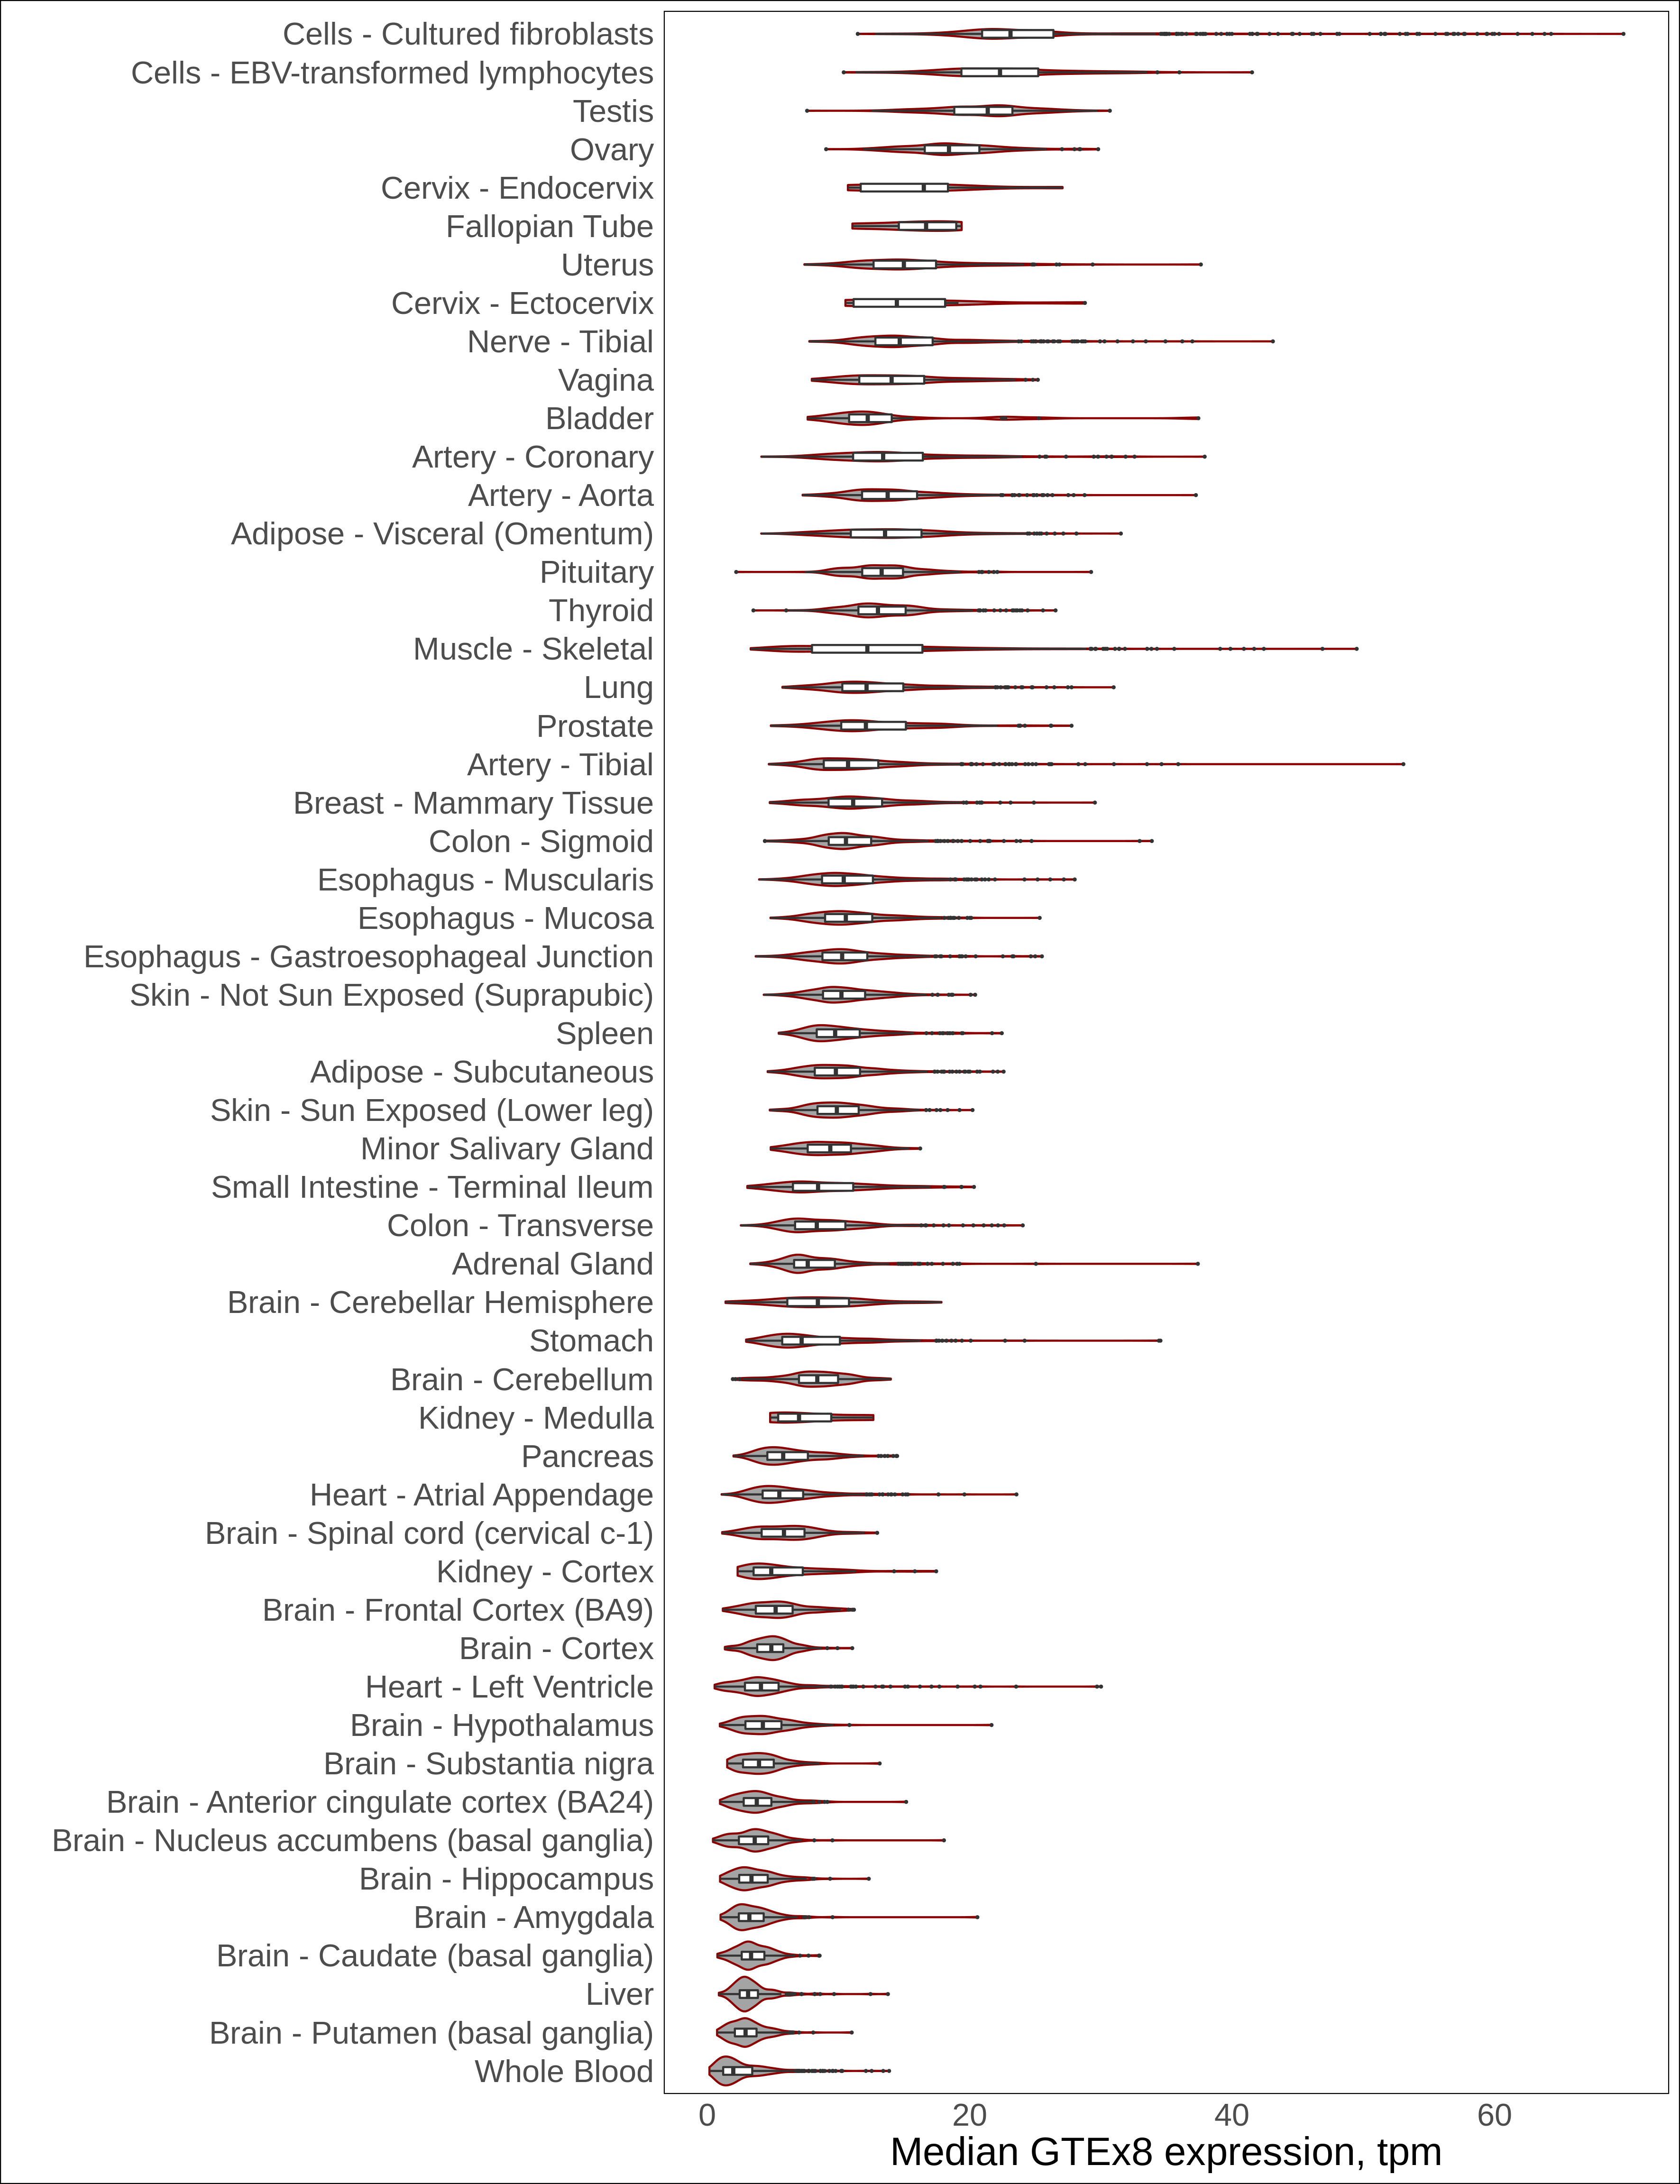 Cells - Cultured fibroblasts
Cells - EBV-transformed lymphocytes
Testis
Ovary
Cervix - Endocervix
Fallopian Tube
Uterus
Cervix - Ectocervix
Nerve - Tibial
Vagina
Bladder
Artery - Coronary
Artery - Aorta
Adipose - Visceral (Omentum)
Pituitary
Thyroid
Muscle - Skeletal
Lung
Prostate
Artery - Tibial
Breast - Mammary Tissue
Colon - Sigmoid
Esophagus - Muscularis
Esophagus - Mucosa
Esophagus - Gastroesophageal Junction
Skin - Not Sun Exposed (Suprapubic)
Spleen
Adipose - Subcutaneous
Skin - Sun Exposed (Lower leg)
Minor Salivary Gland
Small Intestine - Terminal Ileum
Colon - Transverse
Adrenal Gland
Brain - Cerebellar Hemisphere
Stomach
Brain - Cerebellum
Kidney - Medulla
Pancreas
Heart - Atrial Appendage
Brain - Spinal cord (cervical c-1)
Kidney - Cortex
Brain - Frontal Cortex (BA9)
Brain - Cortex
Heart - Left Ventricle
Brain - Hypothalamus
Brain - Substantia nigra
Brain - Anterior cingulate cortex (BA24)
Brain - Nucleus accumbens (basal ganglia)
Brain - Hippocampus
Brain - Amygdala
Brain - Caudate (basal ganglia)
Liver
Brain - Putamen (basal ganglia)
Whole Blood
0 20 40 60
Median GTEx8 expression, tpm